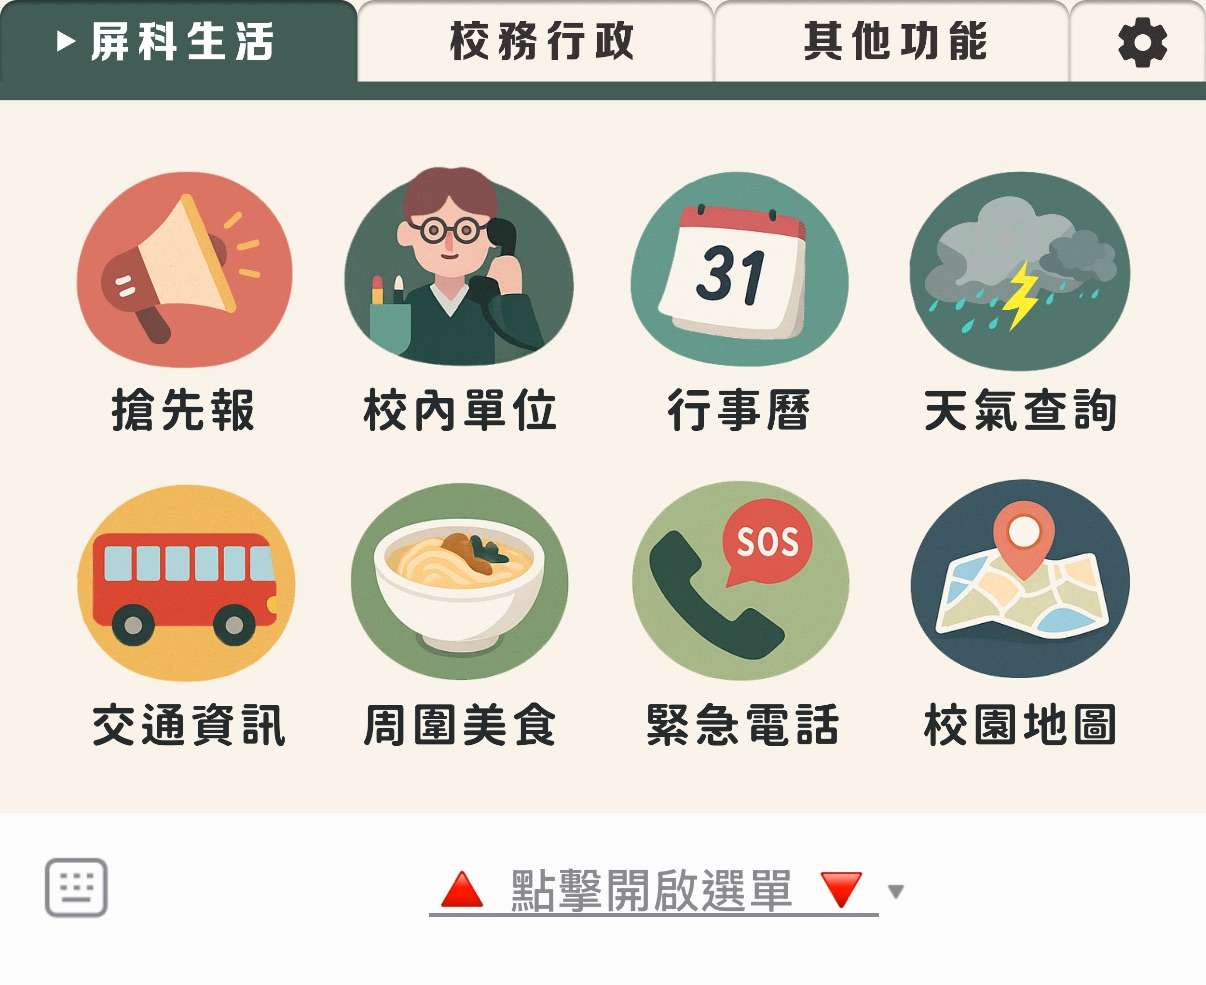 ▶屏科生活 校務行政 其他功能
31
搶先報 校內單位 行事曆 天氣查詢
SOS
交通資訊 周圍美食 緊急電話 校園地圖
🔺 點擊開啟選單 🔻 ▾